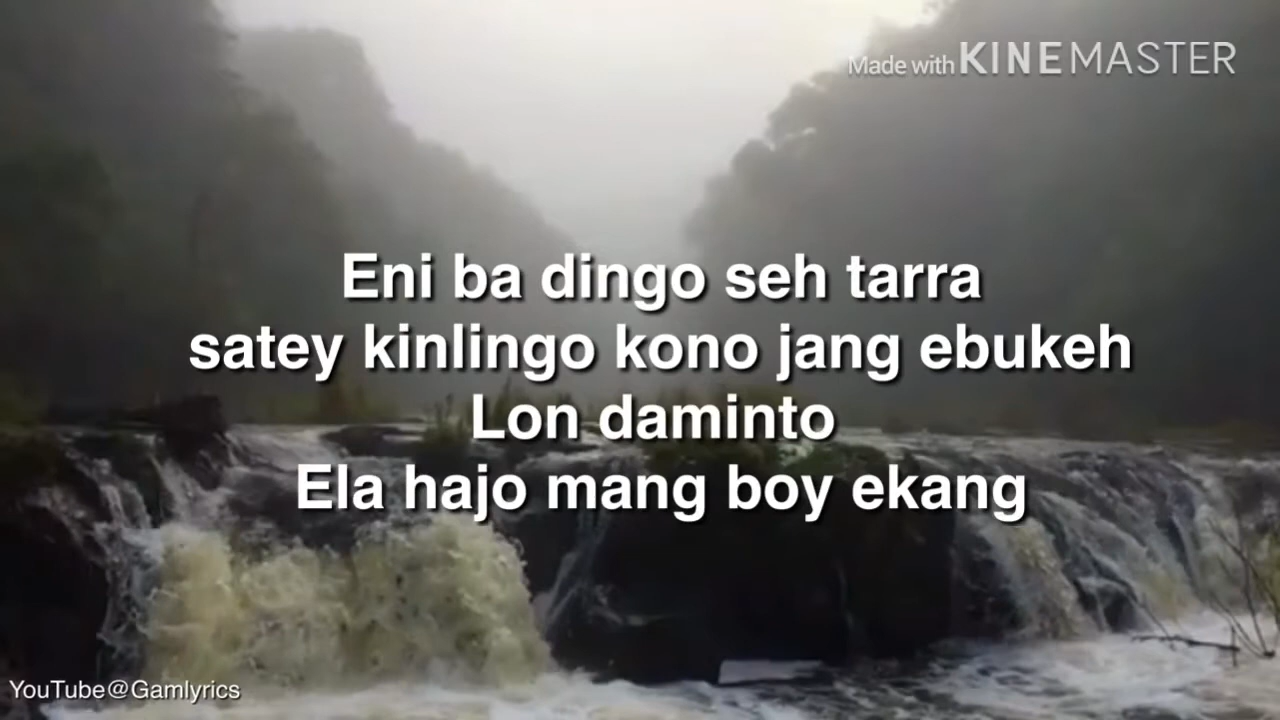 Made with KINEMASTER
Eni ba dingo seh tarra
satey kinlingo kono jang ebukeh
Lon daminto
Ela hajo mang boy ekang
YouTube@Gamlyrics